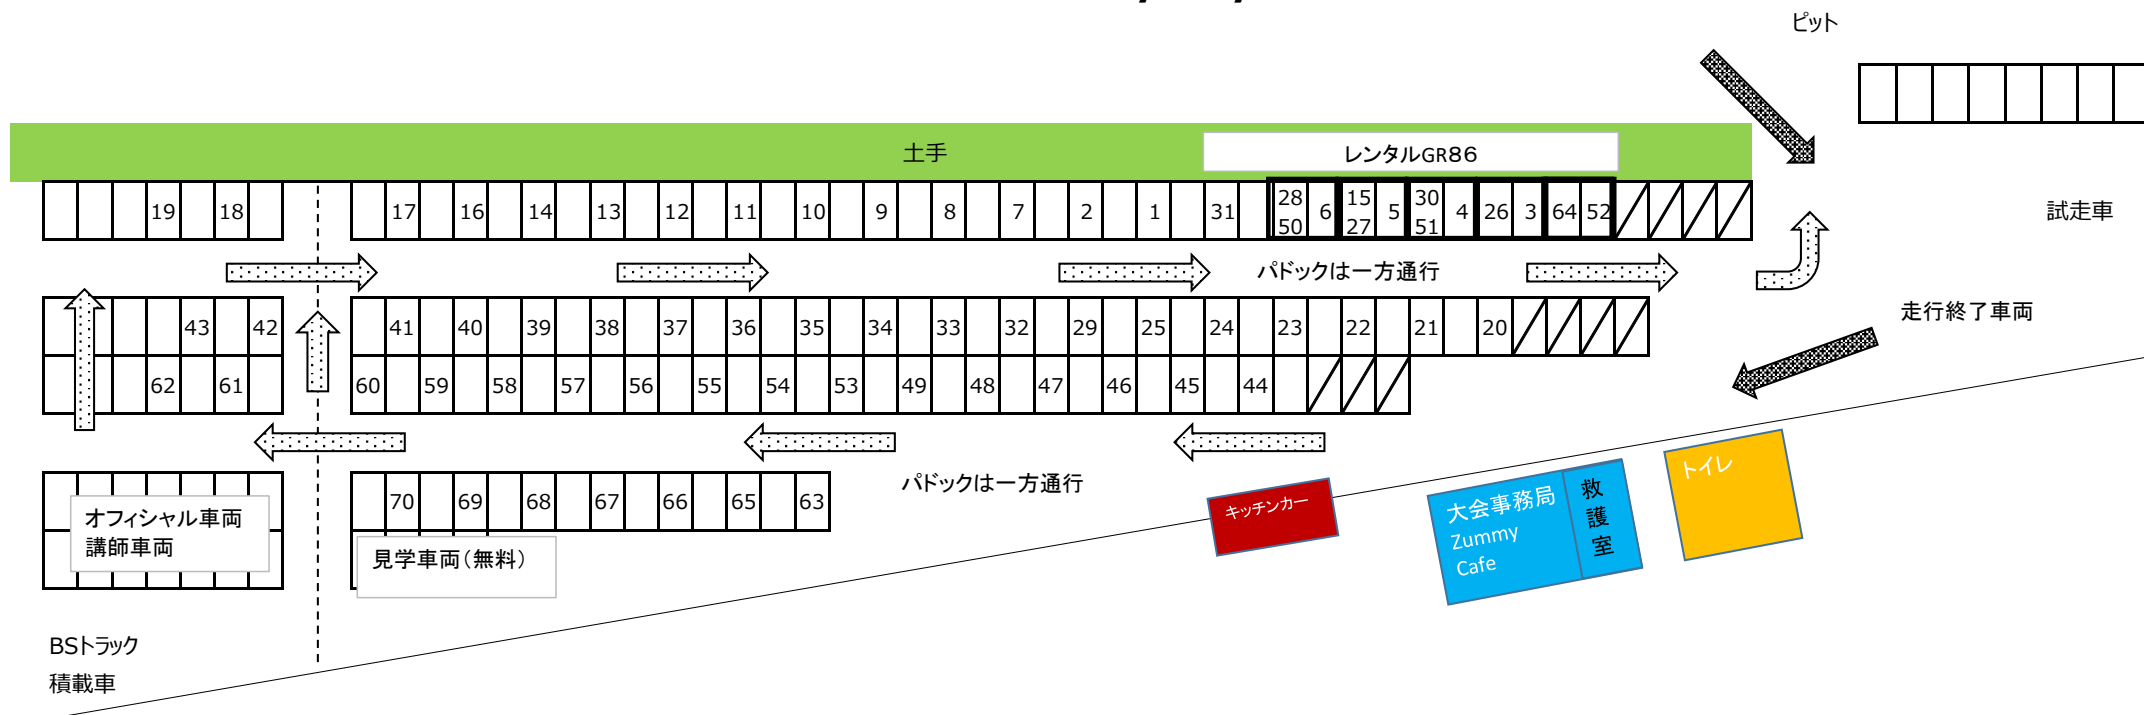 ピット
土手
レンタルGR86
19 18 17 16 14 13 12 11 10 9 8 7 2 1 31 28 6 15 5 30 4 26 3 64 52
50 27 51
試走車
パドックは一方通行
走行終了車両
43 42 41 40 39 38 37 36 35 34 33 32 29 25 24 23 22 21 20
62 61 60 59 58 57 56 55 54 53 49 48 47 46 45 44
パドックは一方通行
70 69 68 67 66 65 63
オフィシャル車両
講師車両
見学車両(無料)
キッチンカー
大会事務局
Zummy
Cafe
救護室
トイレ
BSトラック
積載車